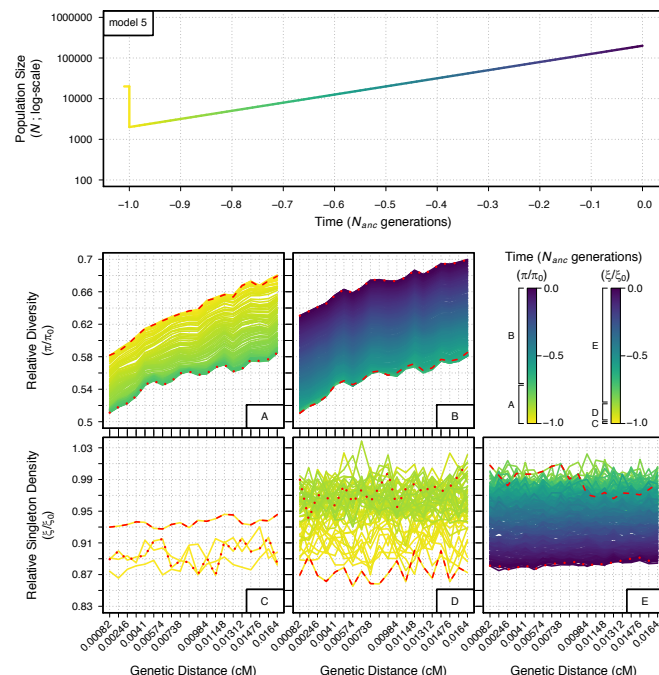 model 5
Population Size
(N ; log-scale)
1000000
100000
10000
1000
100
−1.0 −0.9 −0.8 −0.7 −0.6 −0.5 −0.4 −0.3 −0.2 −0.1 0.0
Time (Nanc generations)
Relative Diversity
(π/π0)
0.7
0.66
0.62
0.58
0.54
0.5
A
B
Time (Nanc generations)
(π/π0) (ξ/ξ0)
0.0 0.0
B E
−0.5 −0.5
A D
C
−1.0 −1.0
Relative Singleton Density
(ξ/ξ0)
1.03
0.99
0.95
0.91
0.87
0.83
C
D
E
0.00082 0.00246 0.0041 0.00574 0.00738 0.00984 0.01148 0.01312 0.01476 0.0164
0.00082 0.00246 0.0041 0.00574 0.00738 0.00984 0.01148 0.01312 0.01476 0.0164
0.00082 0.00246 0.0041 0.00574 0.00738 0.00984 0.01148 0.01312 0.01476 0.0164
Genetic Distance (cM) Genetic Distance (cM) Genetic Distance (cM)